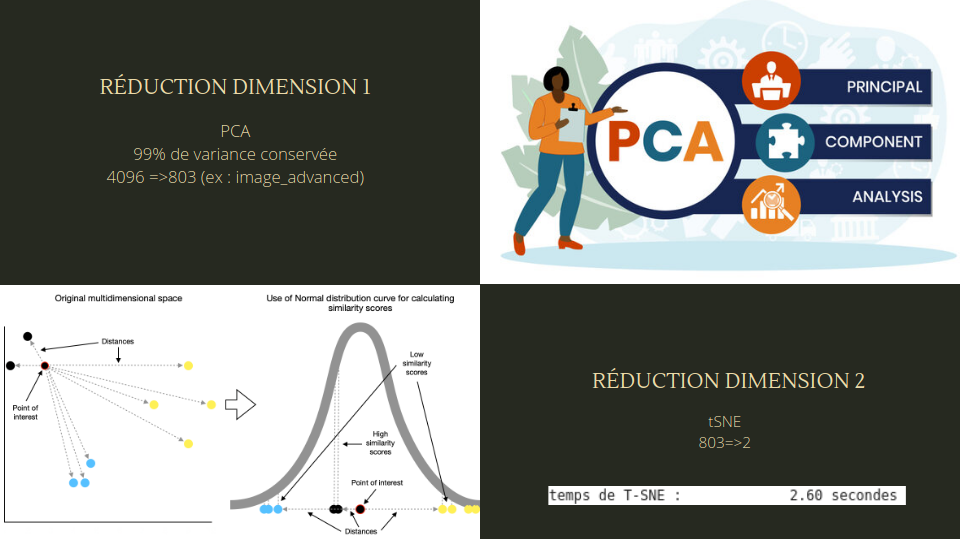 RÉDUCTION DIMENSION 1
PCA
99% de variance conservée
4096 =>803 (ex : image_advanced)
PCA
PRINCIPAL
COMPONENT
ANALYSIS
Original multidimensional space
Distances
Point of
interest
Use of Normal distribution curve for calculating
similarity scores
Low
similarity
scores
High
similarity
scores
Point of interest
Distances
RÉDUCTION DIMENSION 2
tSNE
803=>2
temps de T-SNE : 2.60 secondes